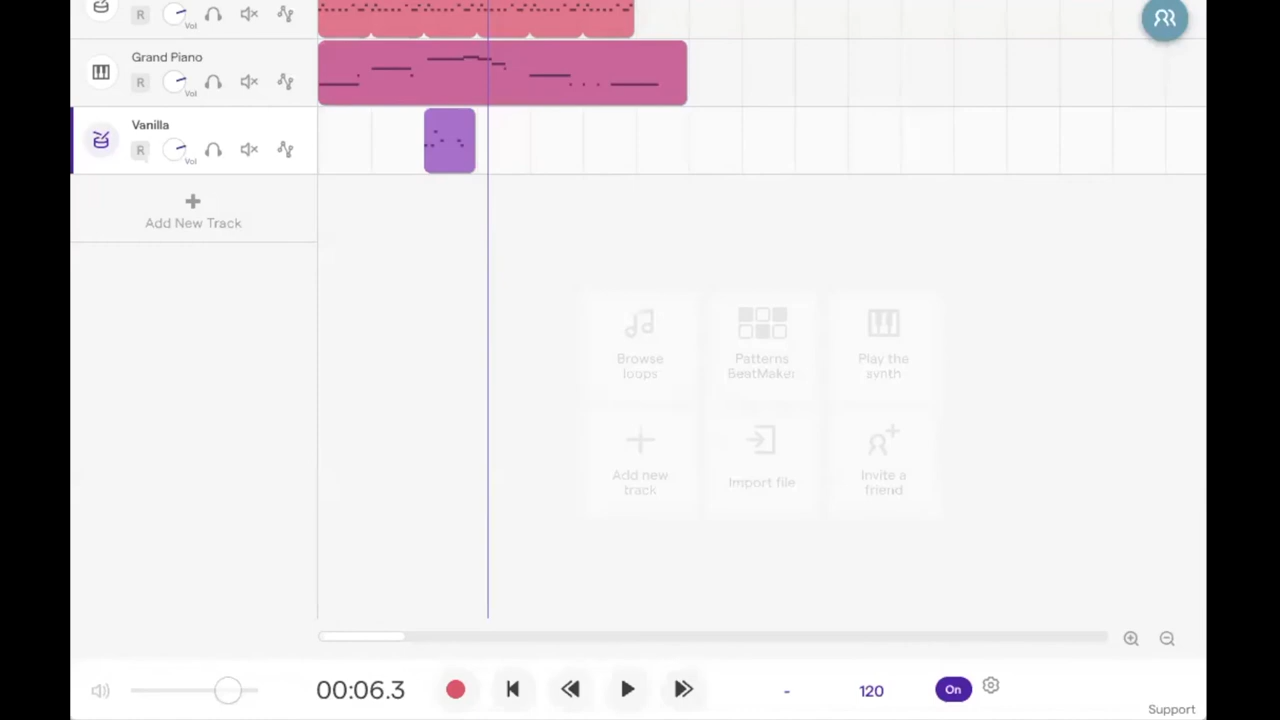 R
Vol
Grand Piano
R
Vol
Vanilla
R
Vol
Add New Track
Browse
loops
Patterns
BeatMaker
Play the
synth
Add new
track
Import file
Invite a
friend
00:06.3
-
120
On
Support